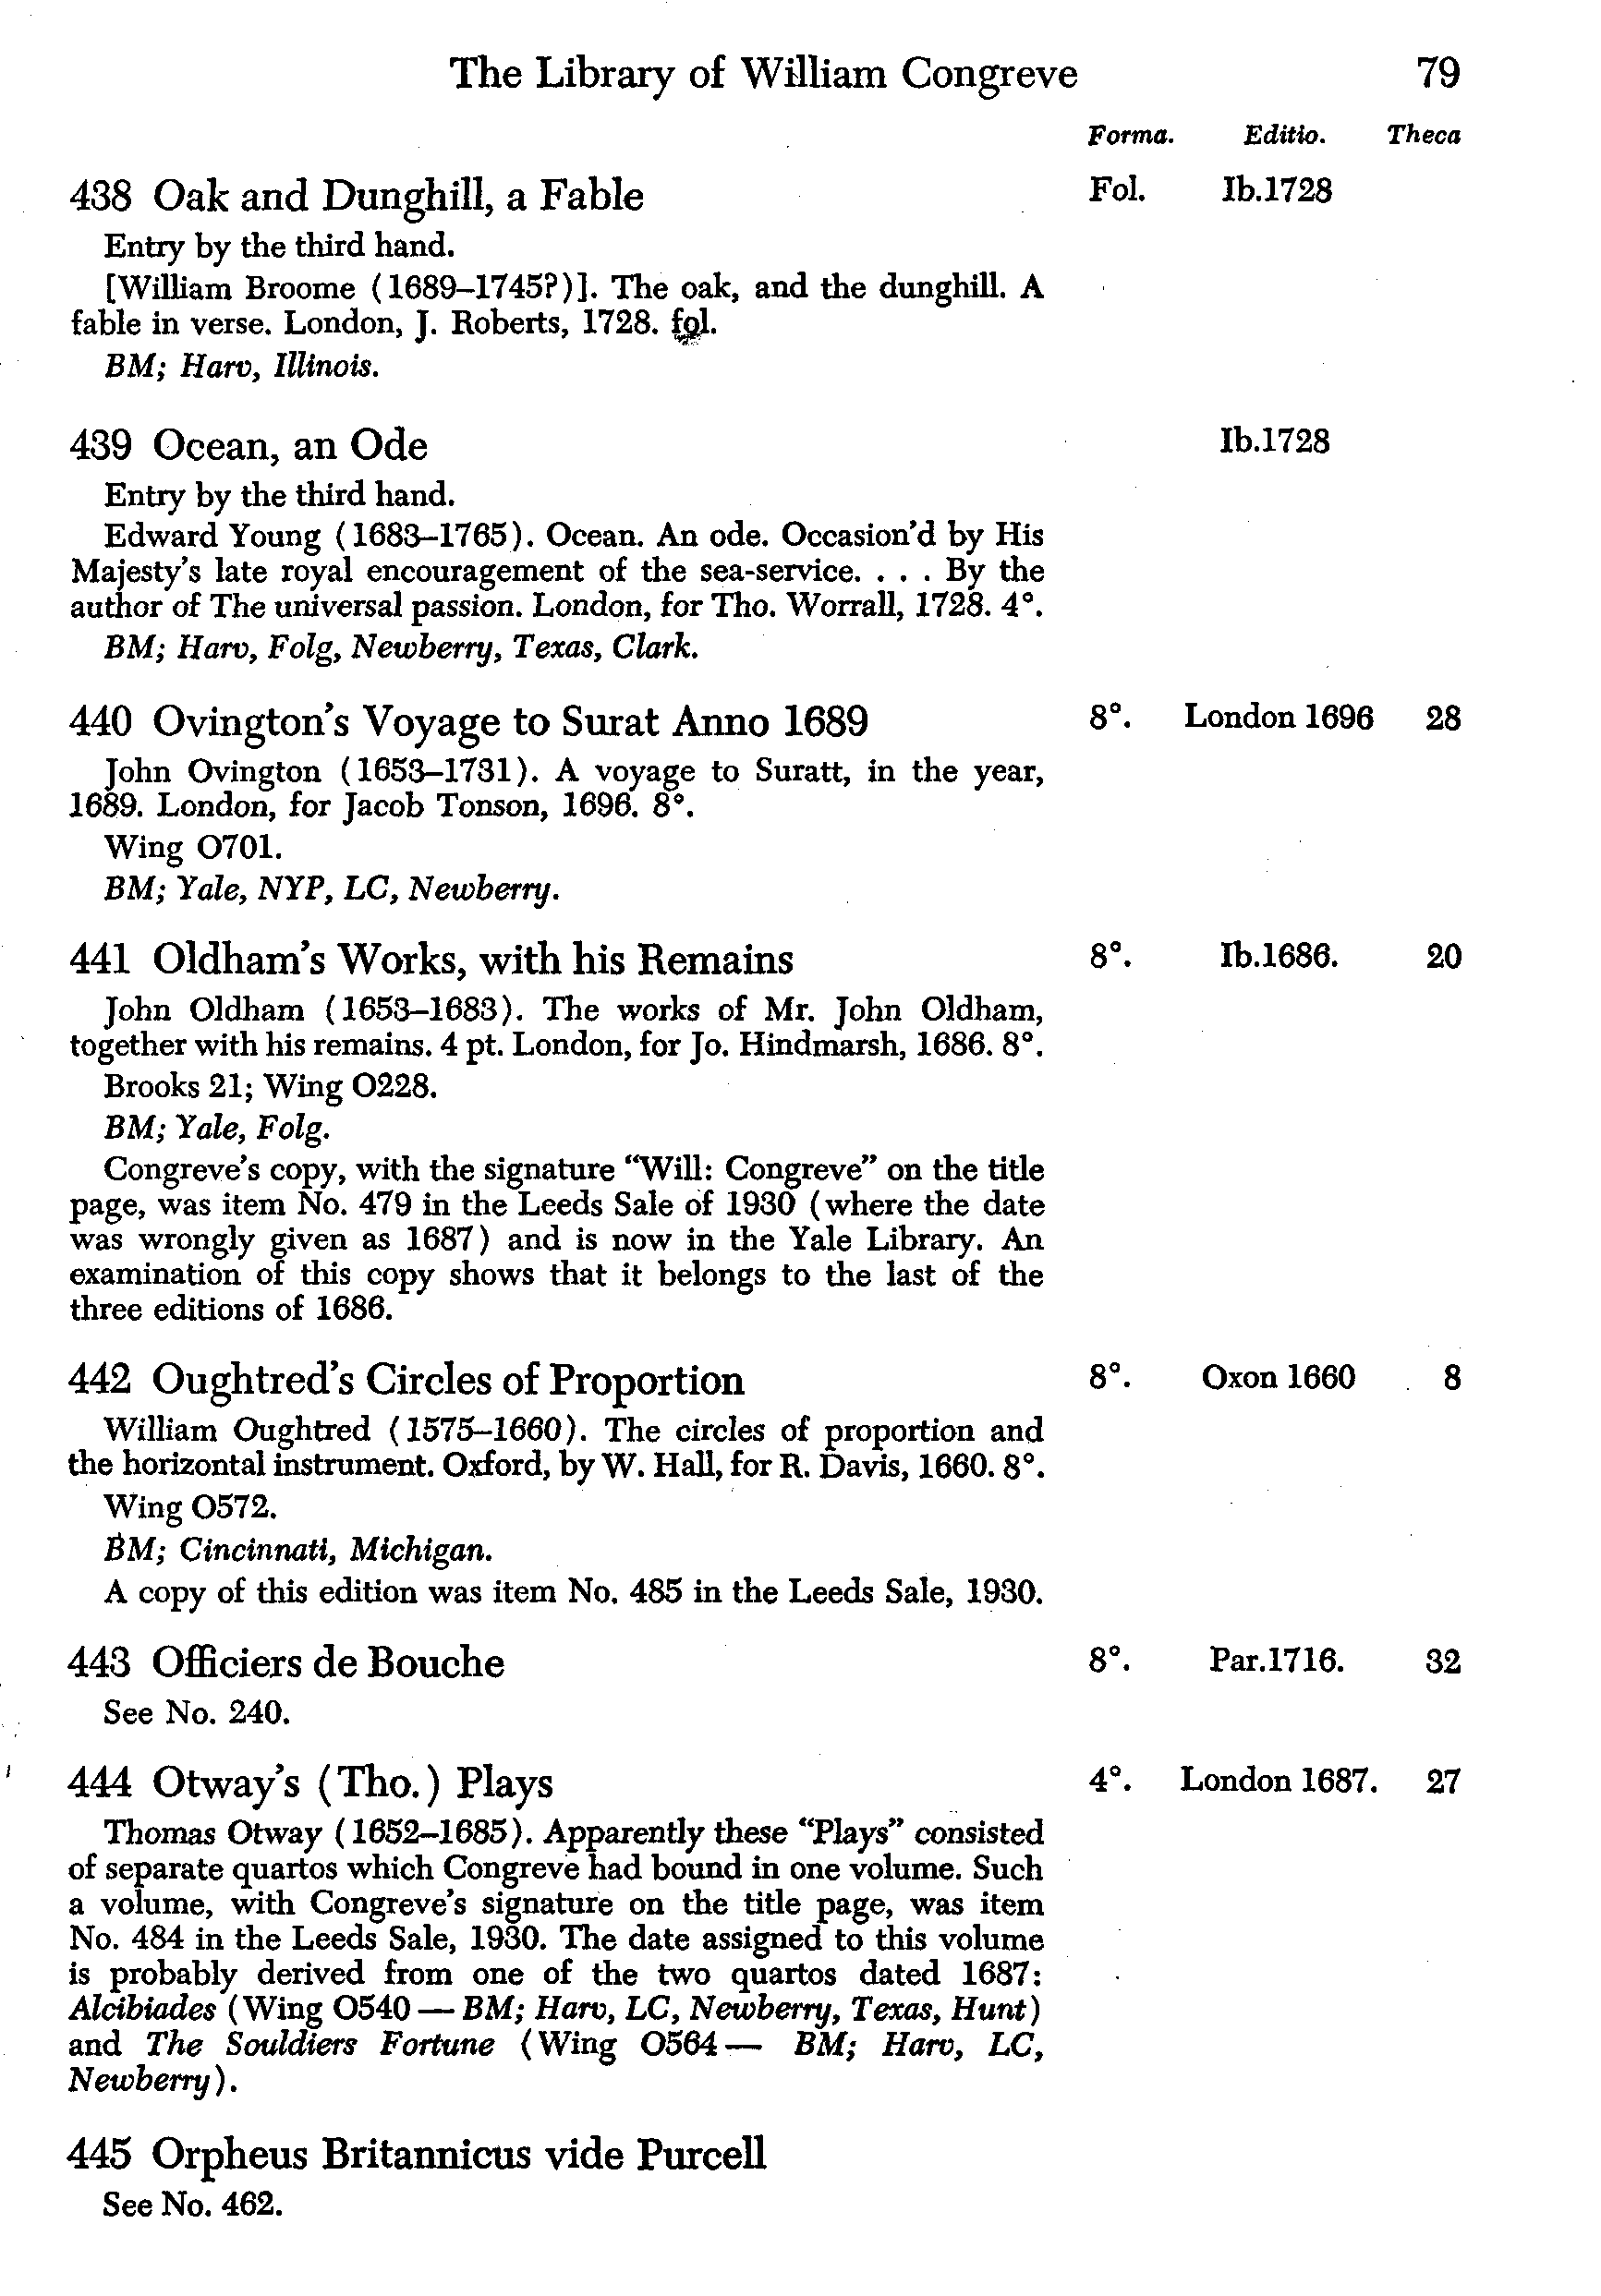 The Library of William Congreve 79
Forma. Editio. Theca
438 Oak and Dunghill, a Fable Fol. Ib.1728
Entry by the third hand.
[William Broome (1689–1745?)]. The oak, and the dunghill. A
fable in verse. London, J. Roberts, 1728. fol.
BM; Harv, Illinois.
439 Ocean, an Ode Ib.1728
Entry by the third hand.
Edward Young (1683–1765). Ocean. An ode. Occasion'd by His
Majesty's late royal encouragement of the sea-service. . . . By the
author of The universal passion. London, for Tho. Worrall, 1728. 4°.
BM; Harv, Folg, Newberry, Texas, Clark.
440 Ovington's Voyage to Surat Anno 1689 8°. London 1696 28
John Ovington (1653–1731). A voyage to Suratt, in the year,
1689. London, for Jacob Tonson, 1696. 8°.
Wing O701.
BM; Yale, NYP, LC, Newberry.
441 Oldham's Works, with his Remains 8°. Ib.1686. 20
John Oldham (1653–1683). The works of Mr. John Oldham,
together with his remains. 4 pt. London, for Jo. Hindmarsh, 1686. 8°.
Brooks 21; Wing O228.
BM; Yale, Folg.
Congreve's copy, with the signature "Will: Congreve" on the title
page, was item No. 479 in the Leeds Sale of 1930 (where the date
was wrongly given as 1687) and is now in the Yale Library. An
examination of this copy shows that it belongs to the last of the
three editions of 1686.
442 Oughtred's Circles of Proportion 8°. Oxon 1660 8
William Oughtred (1575–1660). The circles of proportion and
the horizontal instrument. Oxford, by W. Hall, for R. Davis, 1660. 8°.
Wing O572.
BM; Cincinnati, Michigan.
A copy of this edition was item No. 485 in the Leeds Sale, 1930.
443 Officiers de Bouche 8°. Par.1716. 32
See No. 240.
444 Otway's (Tho.) Plays 4°. London 1687. 27
Thomas Otway (1652–1685). Apparently these "Plays" consisted
of separate quartos which Congreve had bound in one volume. Such
a volume, with Congreve's signature on the title page, was item
No. 484 in the Leeds Sale, 1930. The date assigned to this volume
is probably derived from one of the two quartos dated 1687:
Alcibiades (Wing O540 — BM; Harv, LC, Newberry, Texas, Hunt)
and The Souldiers Fortune (Wing O564 — BM; Harv, LC,
Newberry).
445 Orpheus Britannicus vide Purcell
See No. 462.